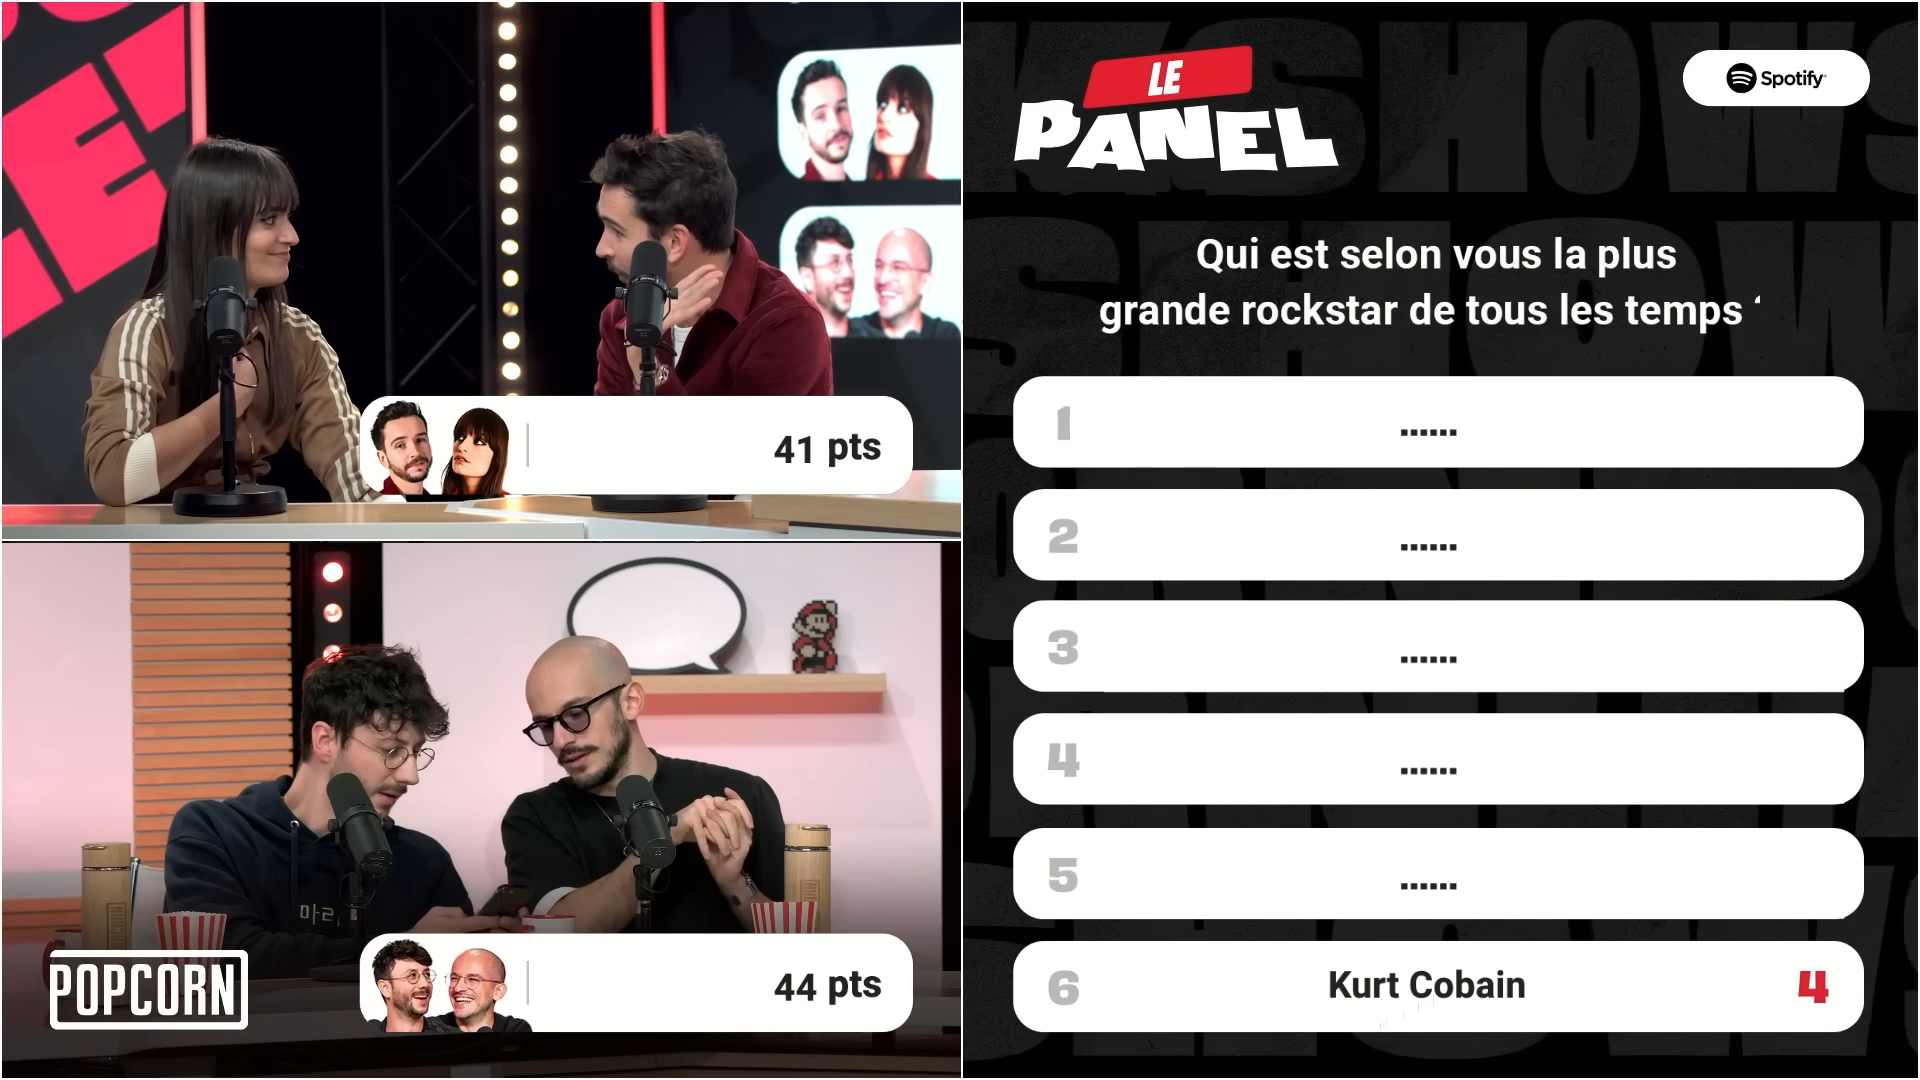 LE
PANEL
Spotify
Qui est selon vous la plus
grande rockstar de tous les temps ‘
1 ......
2 ......
3 ......
4 ......
5 ......
6 Kurt Cobain 4
41 pts
44 pts
POPCORN